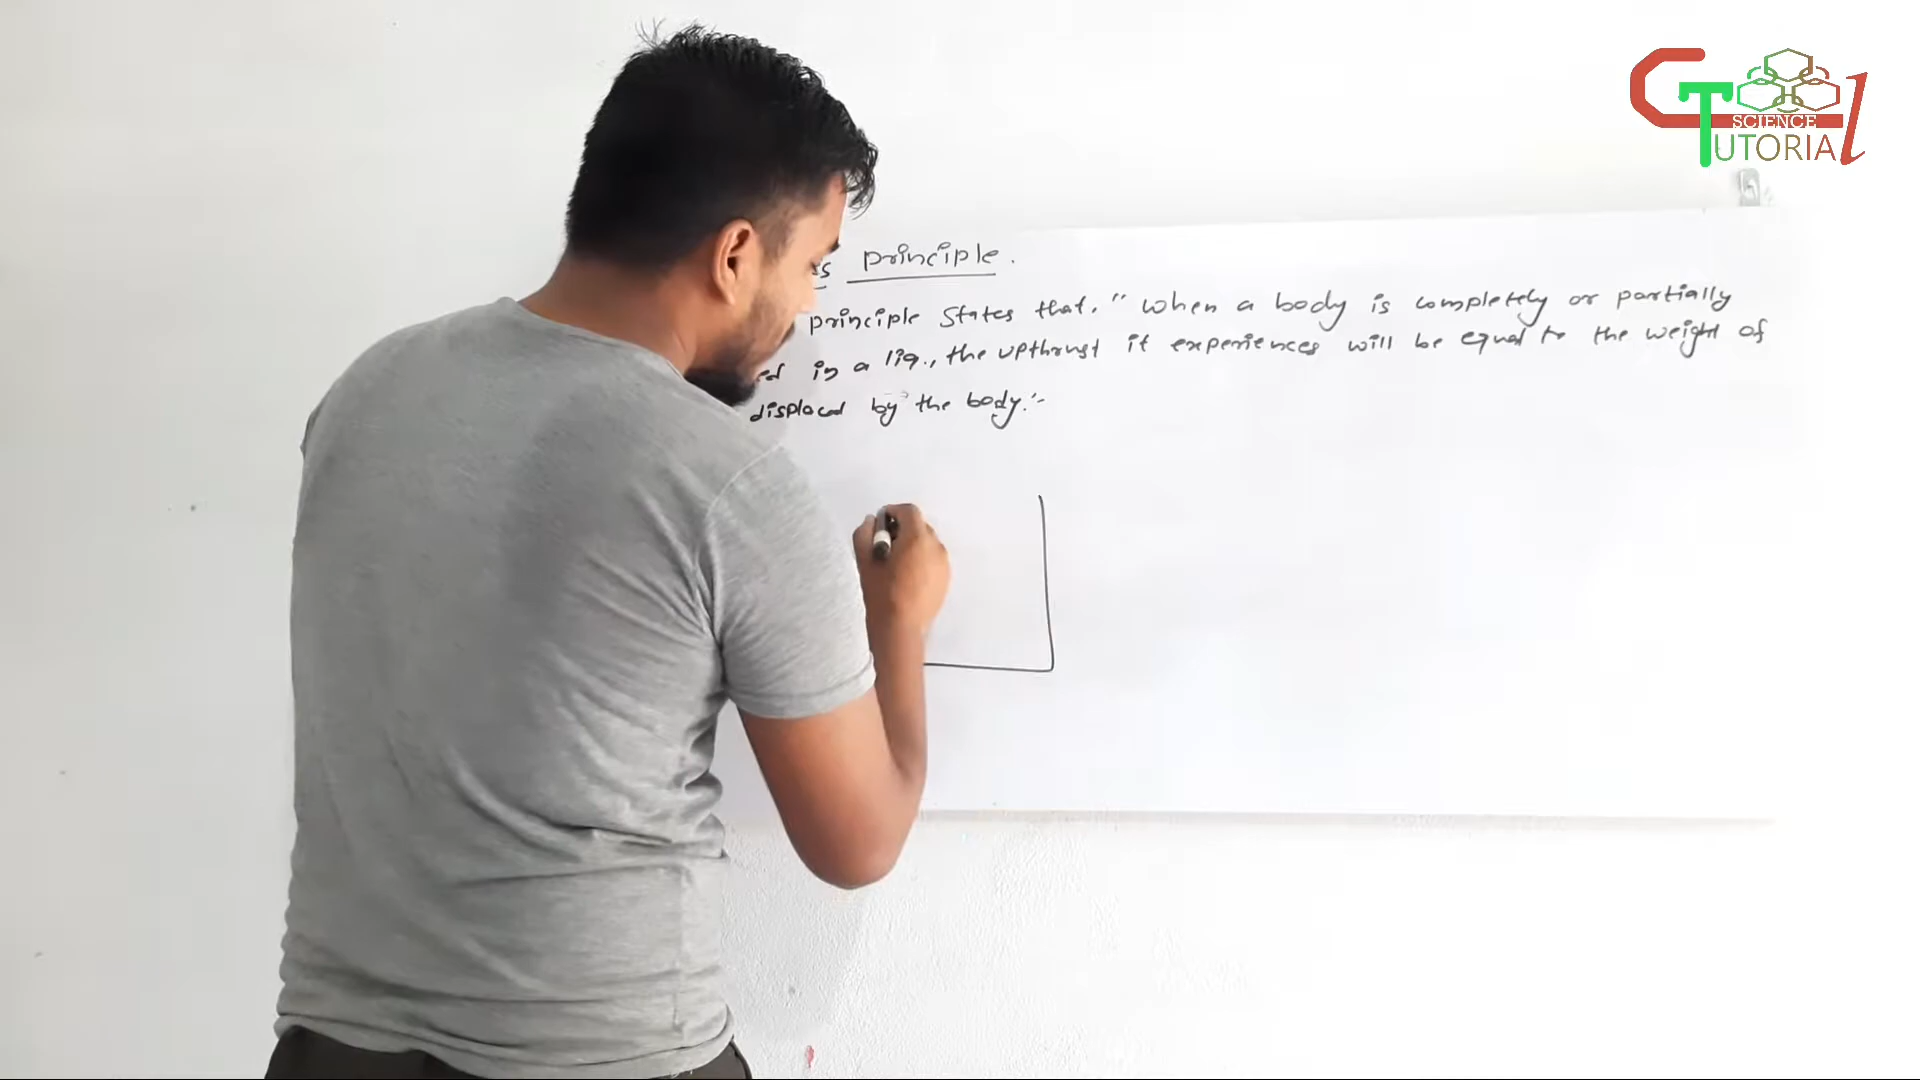 principle.
principle states that, " when a body is completely or partially
in a liq., the upthrust it experiences will be equal to the weight of
displaced by the body."-
SCIENCE
TUTORIAL